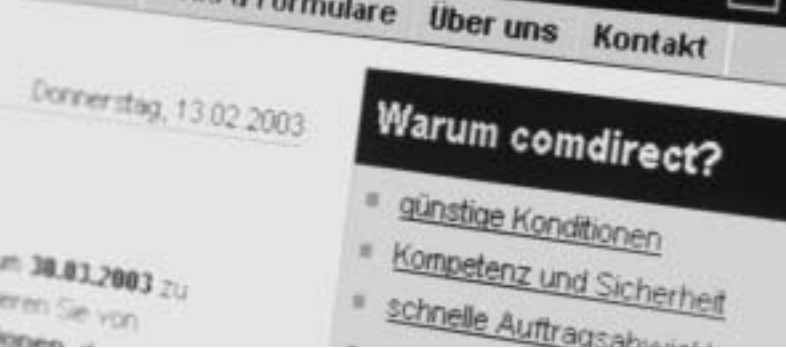 Formulare Über uns Kontakt
Donnerstag, 13.02.2003
Warum comdirect?
günstige Konditionen
Kompetenz und Sicherheit
schnelle
30.03.2003 zu
Sie von